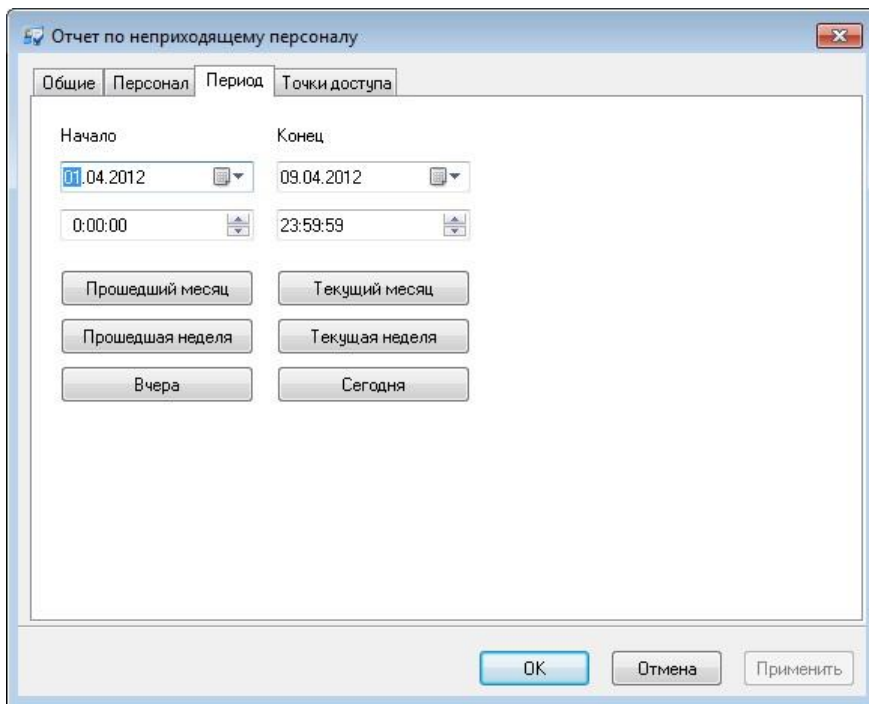 Отчет по неприходящему персоналу
Общие Персонал Период Точки доступа
Начало Конец
01.04.2012 09.04.2012
0:00:00 23:59:59
Прошедший месяц Текущий месяц
Прошедшая неделя Текущая неделя
Вчера Сегодня
OK Отмена Применить